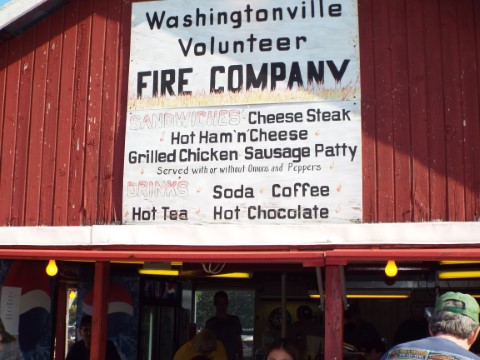 Washingtonville
Volunteer
FIRE COMPANY
SANDWICHES - Cheese Steak
Hot Ham'n'Cheese
Grilled Chicken Sausage Patty
Served with or without Onions and Peppers
DRINKS Soda Coffee
Hot Tea Hot Chocolate